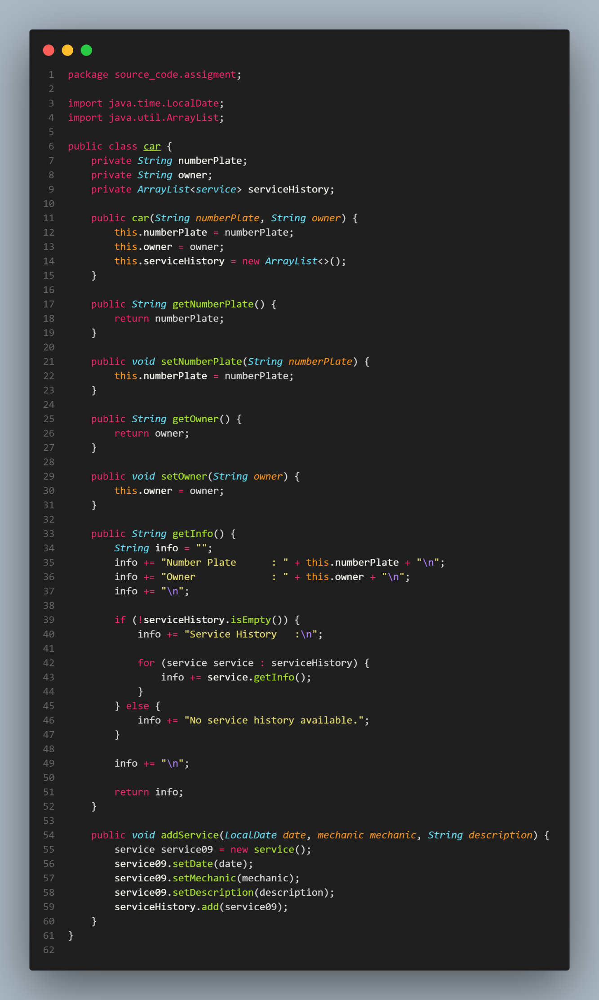 1 package source_code.assigment;
2
3 import java.time.LocalDate;
4 import java.util.ArrayList;
5
6 public class car {
7     private String numberPlate;
8     private String owner;
9     private ArrayList<service> serviceHistory;
10
11     public car(String numberPlate, String owner) {
12         this.numberPlate = numberPlate;
13         this.owner = owner;
14         this.serviceHistory = new ArrayList<>();
15     }
16
17     public String getNumberPlate() {
18         return numberPlate;
19     }
20
21     public void setNumberPlate(String numberPlate) {
22         this.numberPlate = numberPlate;
23     }
24
25     public String getOwner() {
26         return owner;
27     }
28
29     public void setOwner(String owner) {
30         this.owner = owner;
31     }
32
33     public String getInfo() {
34         String info = "";
35         info += "Number Plate      : " + this.numberPlate + "\n";
36         info += "Owner             : " + this.owner + "\n";
37         info += "\n";
38
39         if (!serviceHistory.isEmpty()) {
40             info += "Service History   :\n";
41
42             for (service service : serviceHistory) {
43                 info += service.getInfo();
44             }
45         } else {
46             info += "No service history available.";
47         }
48
49         info += "\n";
50
51         return info;
52     }
53
54     public void addService(LocalDate date, mechanic mechanic, String description) {
55         service service09 = new service();
56         service09.setDate(date);
57         service09.setMechanic(mechanic);
58         service09.setDescription(description);
59         serviceHistory.add(service09);
60     }
61 }
62